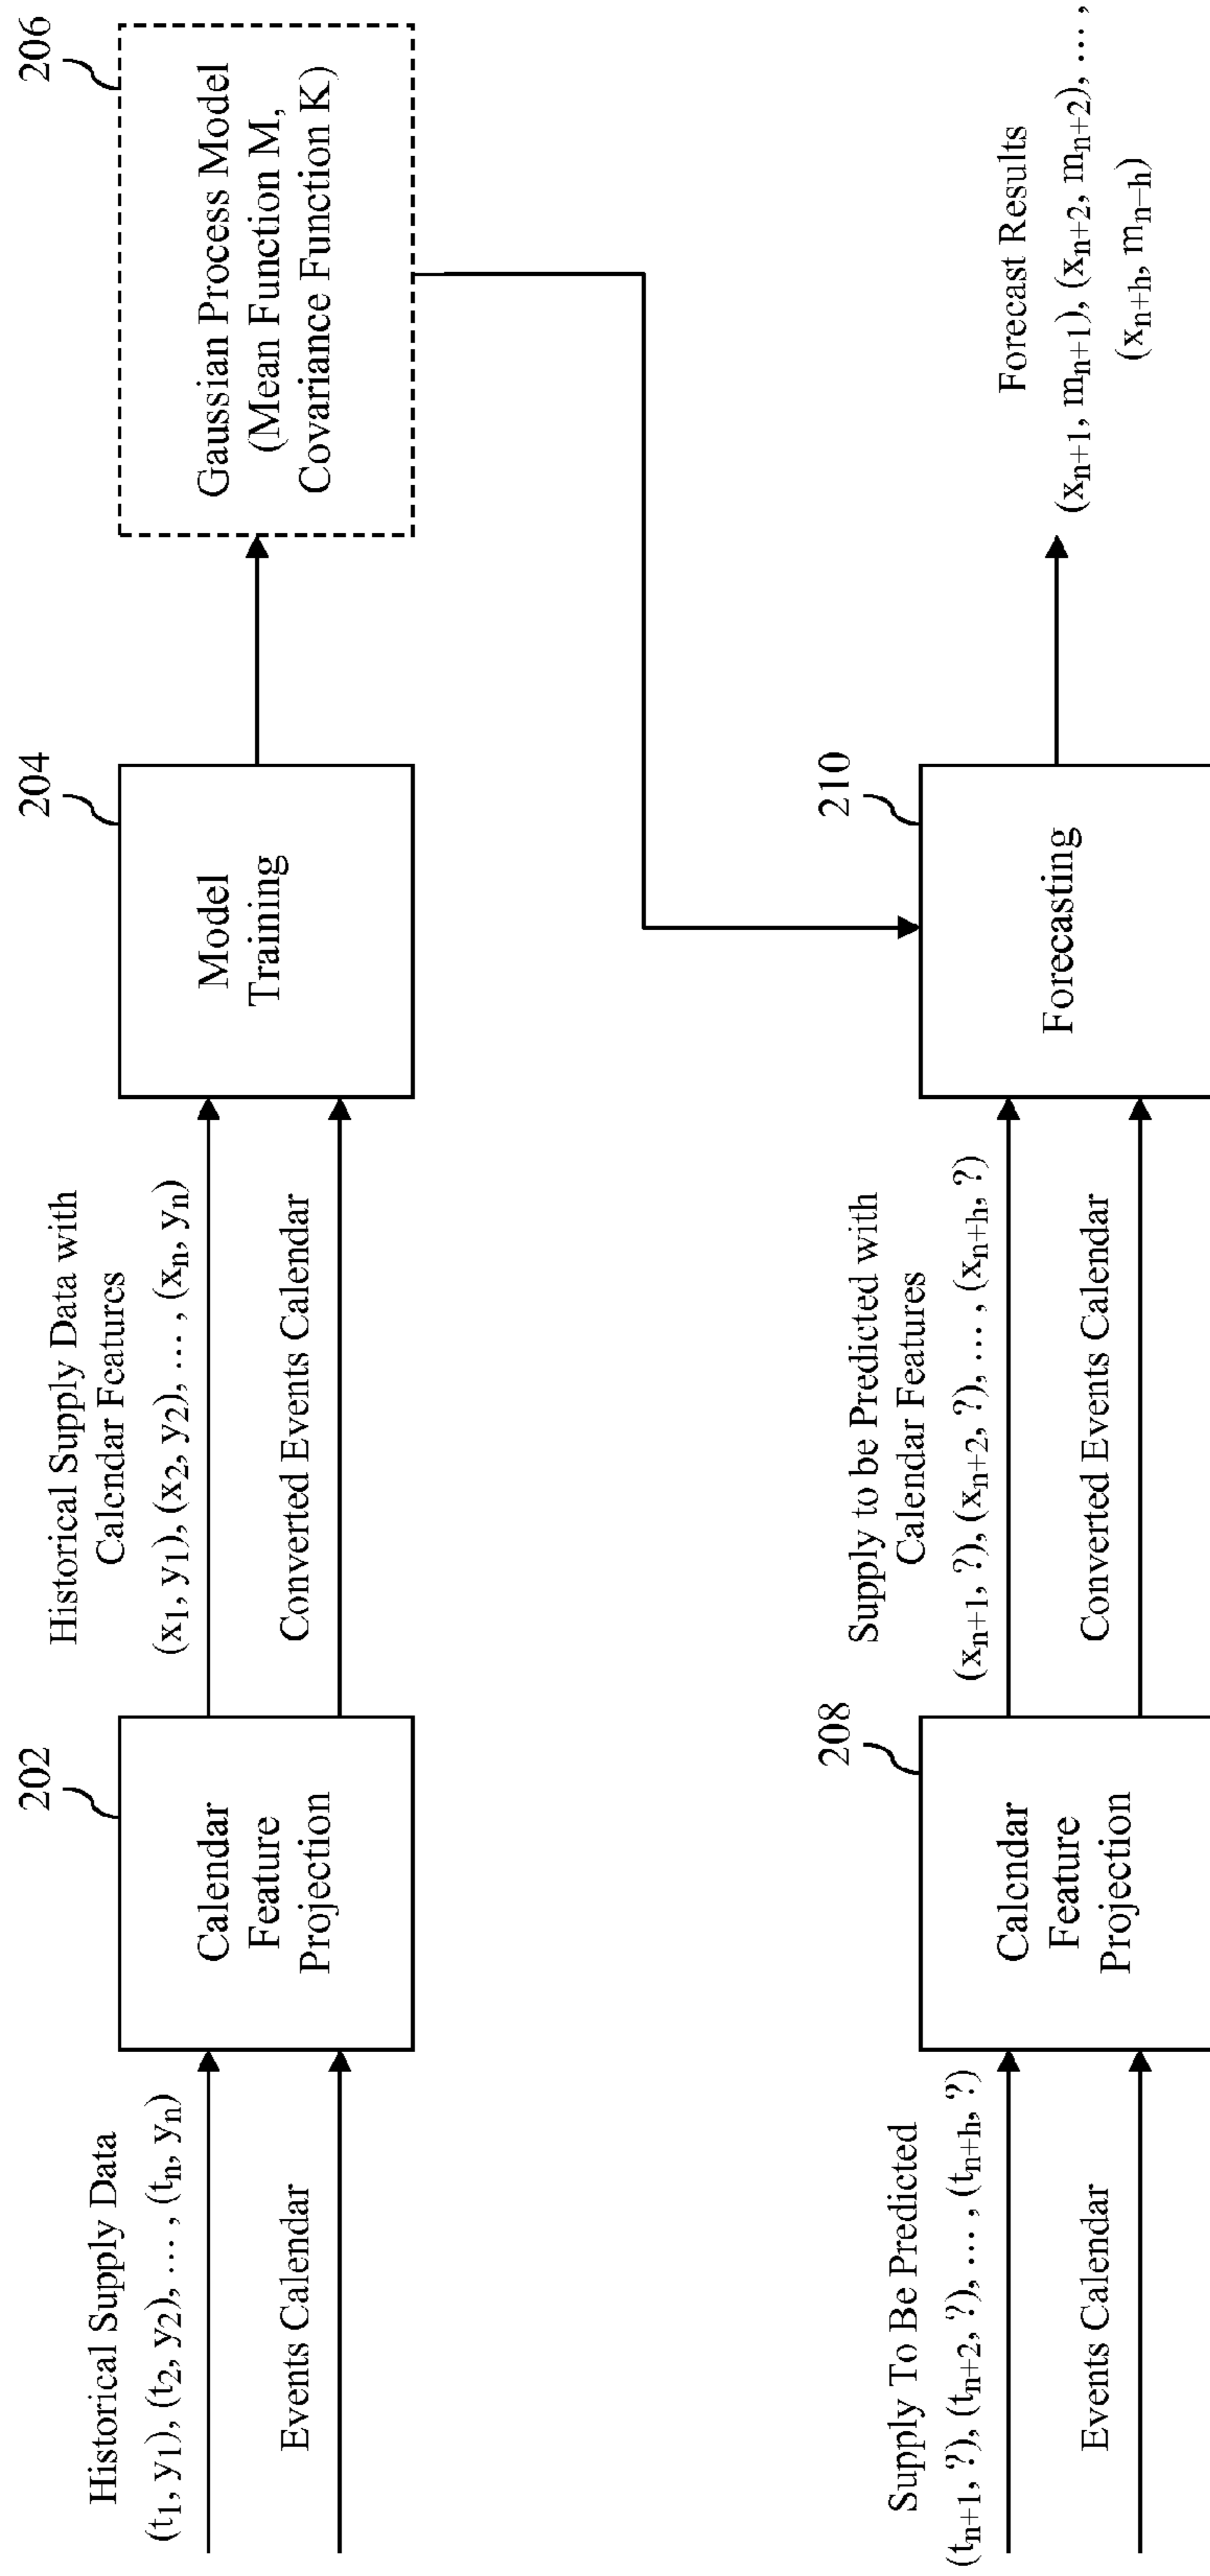 Historical Supply Data
(t1, y1), (t2, y2), ... , (tn, yn)
Events Calendar
202
Calendar
Feature
Projection
Historical Supply Data with
Calcndar Features
(x1, y1), (x2, y2), ... , (xn, yn)
Converted Events Calendar
204
Model
Training
206
Gaussian Process Model
(Mean Function M,
Covariance Function K)
Supply To Be Predicted
(tn+1, ?), (tn+2, ?), ... , (tn+h, ?)
Events Calendar
208
Calcndar
Feature
Projection
Supply to be Predicted with
Calendar Features
(xn+1, ?), (xn+2, ?), ... , (xn+h, ?)
Converted Events Calendar
210
Forecasting
Forecast Results
(xn+1, mn+1), (xn+2, mn+2), ... ,
(xn+h, mn−h)